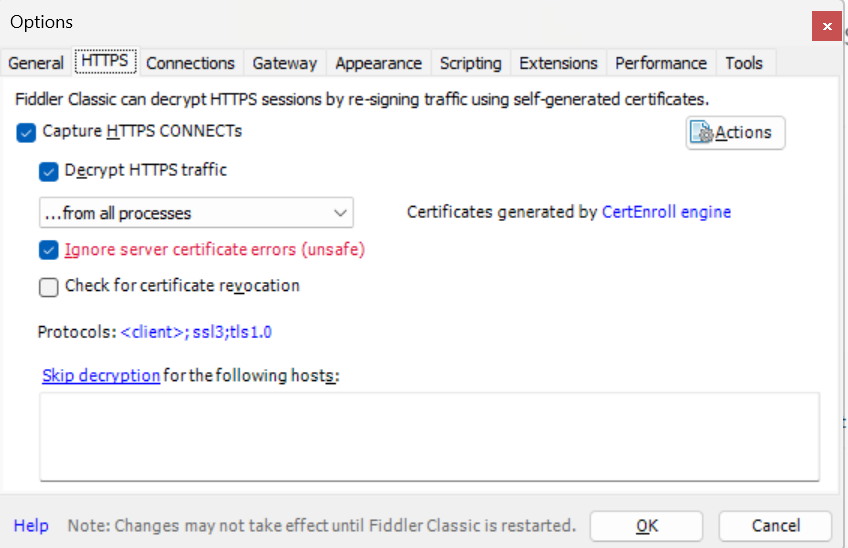 Options
General HTTPS Connections Gateway Appearance Scripting Extensions Performance Tools
Fiddler Classic can decrypt HTTPS sessions by re-signing traffic using self-generated certificates.
Capture HTTPS CONNECTs
Actions
Decrypt HTTPS traffic
...from all processes
Certificates generated by CertEnroll engine
Ignore server certificate errors (unsafe)
Check for certificate revocation
Protocols: <client>; ssl3;tls1.0
Skip decryption for the following hosts:
Help Note: Changes may not take effect until Fiddler Classic is restarted. OK Cancel